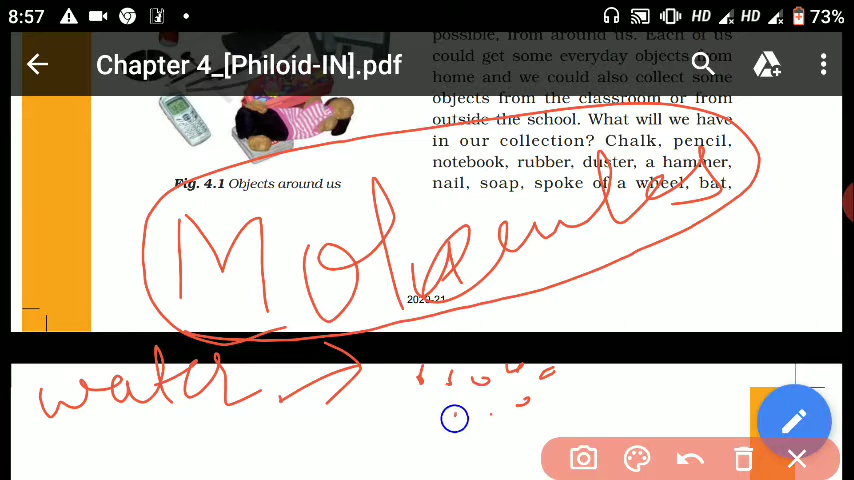 8:57 HD HD 73%
Chapter 4_[Philoid-IN].pdf
possible, from around us. Each of us
could get some everyday objects from
home and we could also collect some
objects from the classroom or from
outside the school. What will we have
in our collection? Chalk, pencil,
notebook, rubber, duster, a hammer,
nail, soap, spoke of a wheel, bat,
Fig. 4.1 Objects around us
Molecules
2020-21
water →